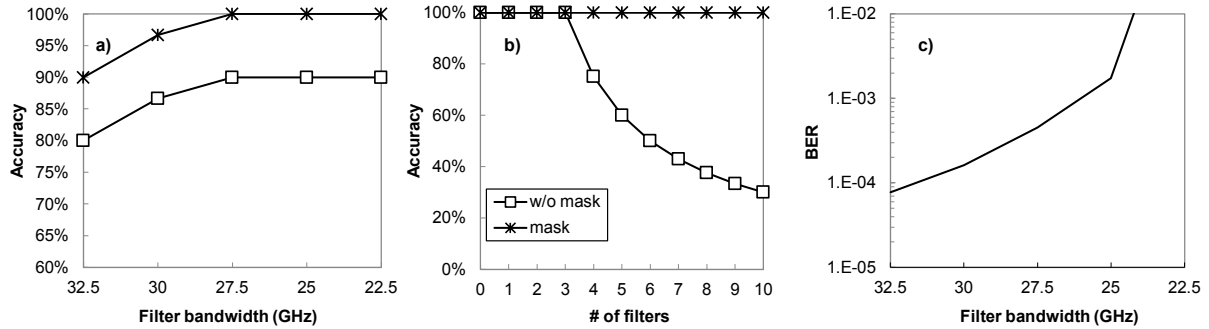 a)
Accuracy
100%
95%
90%
85%
80%
75%
70%
65%
60%
32.5 30 27.5 25 22.5
Filter bandwidth (GHz)
b)
Accuracy
100%
80%
60%
40%
20%
0%
w/o mask
mask
0 1 2 3 4 5 6 7 8 9 10
# of filters
c)
BER
1.E-02
1.E-03
1.E-04
1.E-05
32.5 30 27.5 25 22.5
Filter bandwidth (GHz)